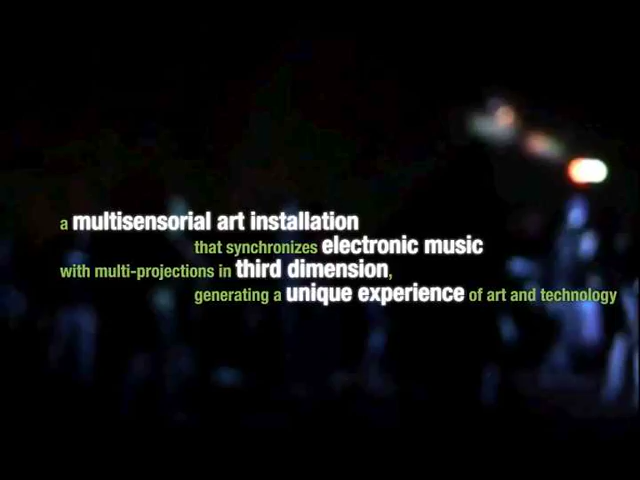 a multisensorial art installation
that synchronizes electronic music
with multi-projections in third dimension,
generating a unique experience of art and technology